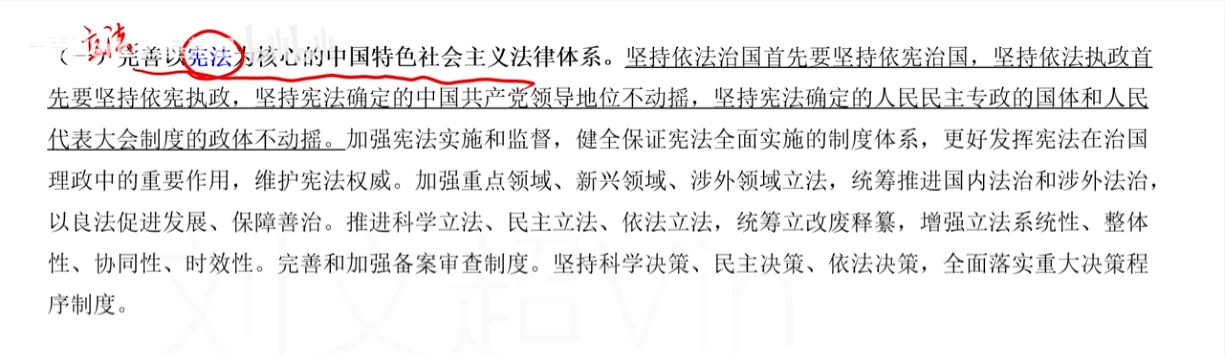 立法
(一)完善以宪法为核心的中国特色社会主义法律体系。坚持依法治国首先要坚持依宪治国，坚持依法执政首
先要坚持依宪执政，坚持宪法确定的中国共产党领导地位不动摇，坚持宪法确定的人民民主专政的国体和人民
代表大会制度的政体不动摇。加强宪法实施和监督，健全保证宪法全面实施的制度体系，更好发挥宪法在治国
理政中的重要作用，维护宪法权威。加强重点领域、新兴领域、涉外领域立法，统筹推进国内法治和涉外法治，
以良法促进发展、保障善治。推进科学立法、民主立法、依法立法，统筹立改废释纂，增强立法系统性、整体
性、协同性、时效性。完善和加强备案审查制度。坚持科学决策、民主决策、依法决策，全面落实重大决策程
序制度。
刘文超Vin